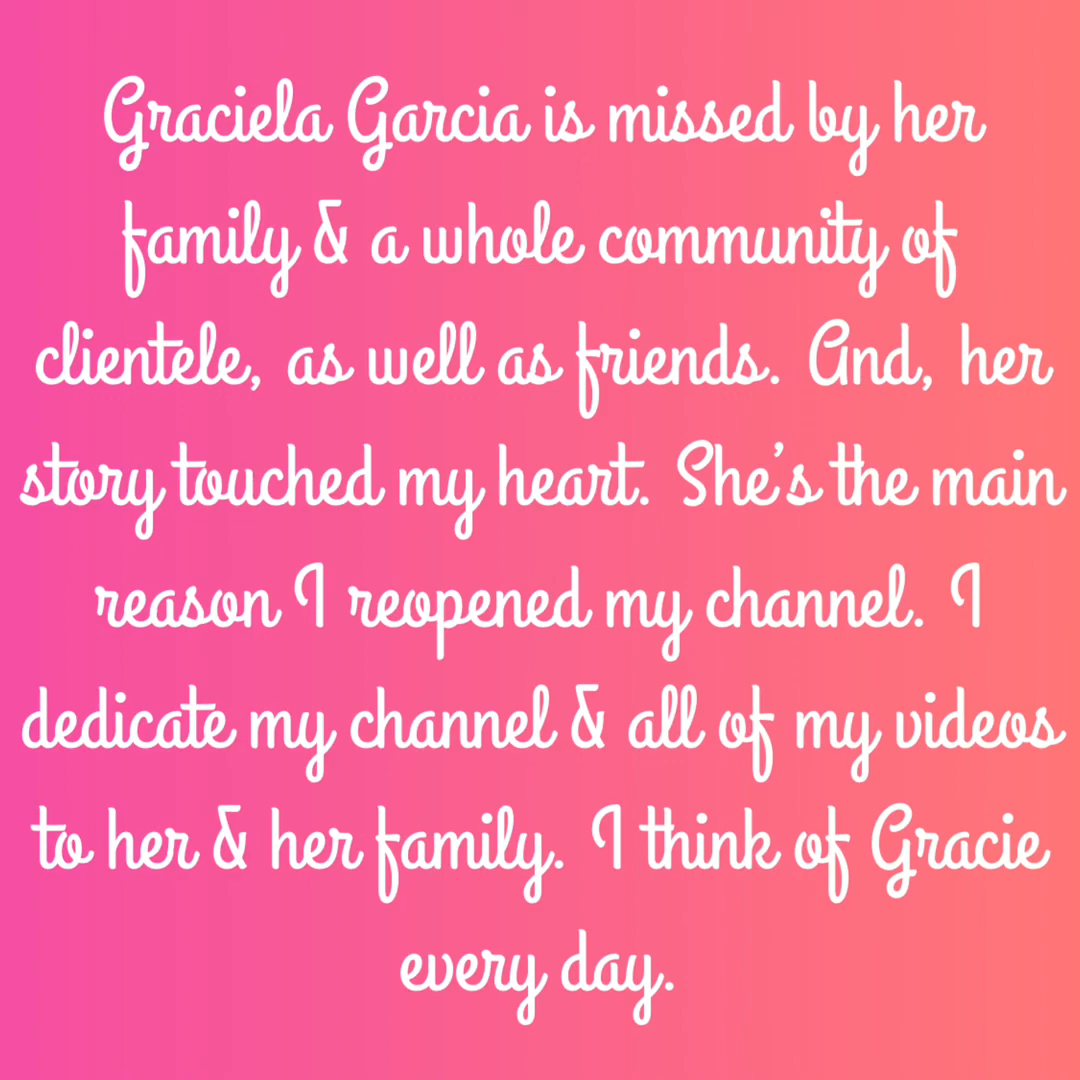 Graciela Garcia is missed by her
family & a whole community of
clientele, as well as friends. And, her
story touched my heart. She's the main
reason I reopened my channel. I
dedicate my channel & all of my videos
to her & her family. I think of Gracie
every day.